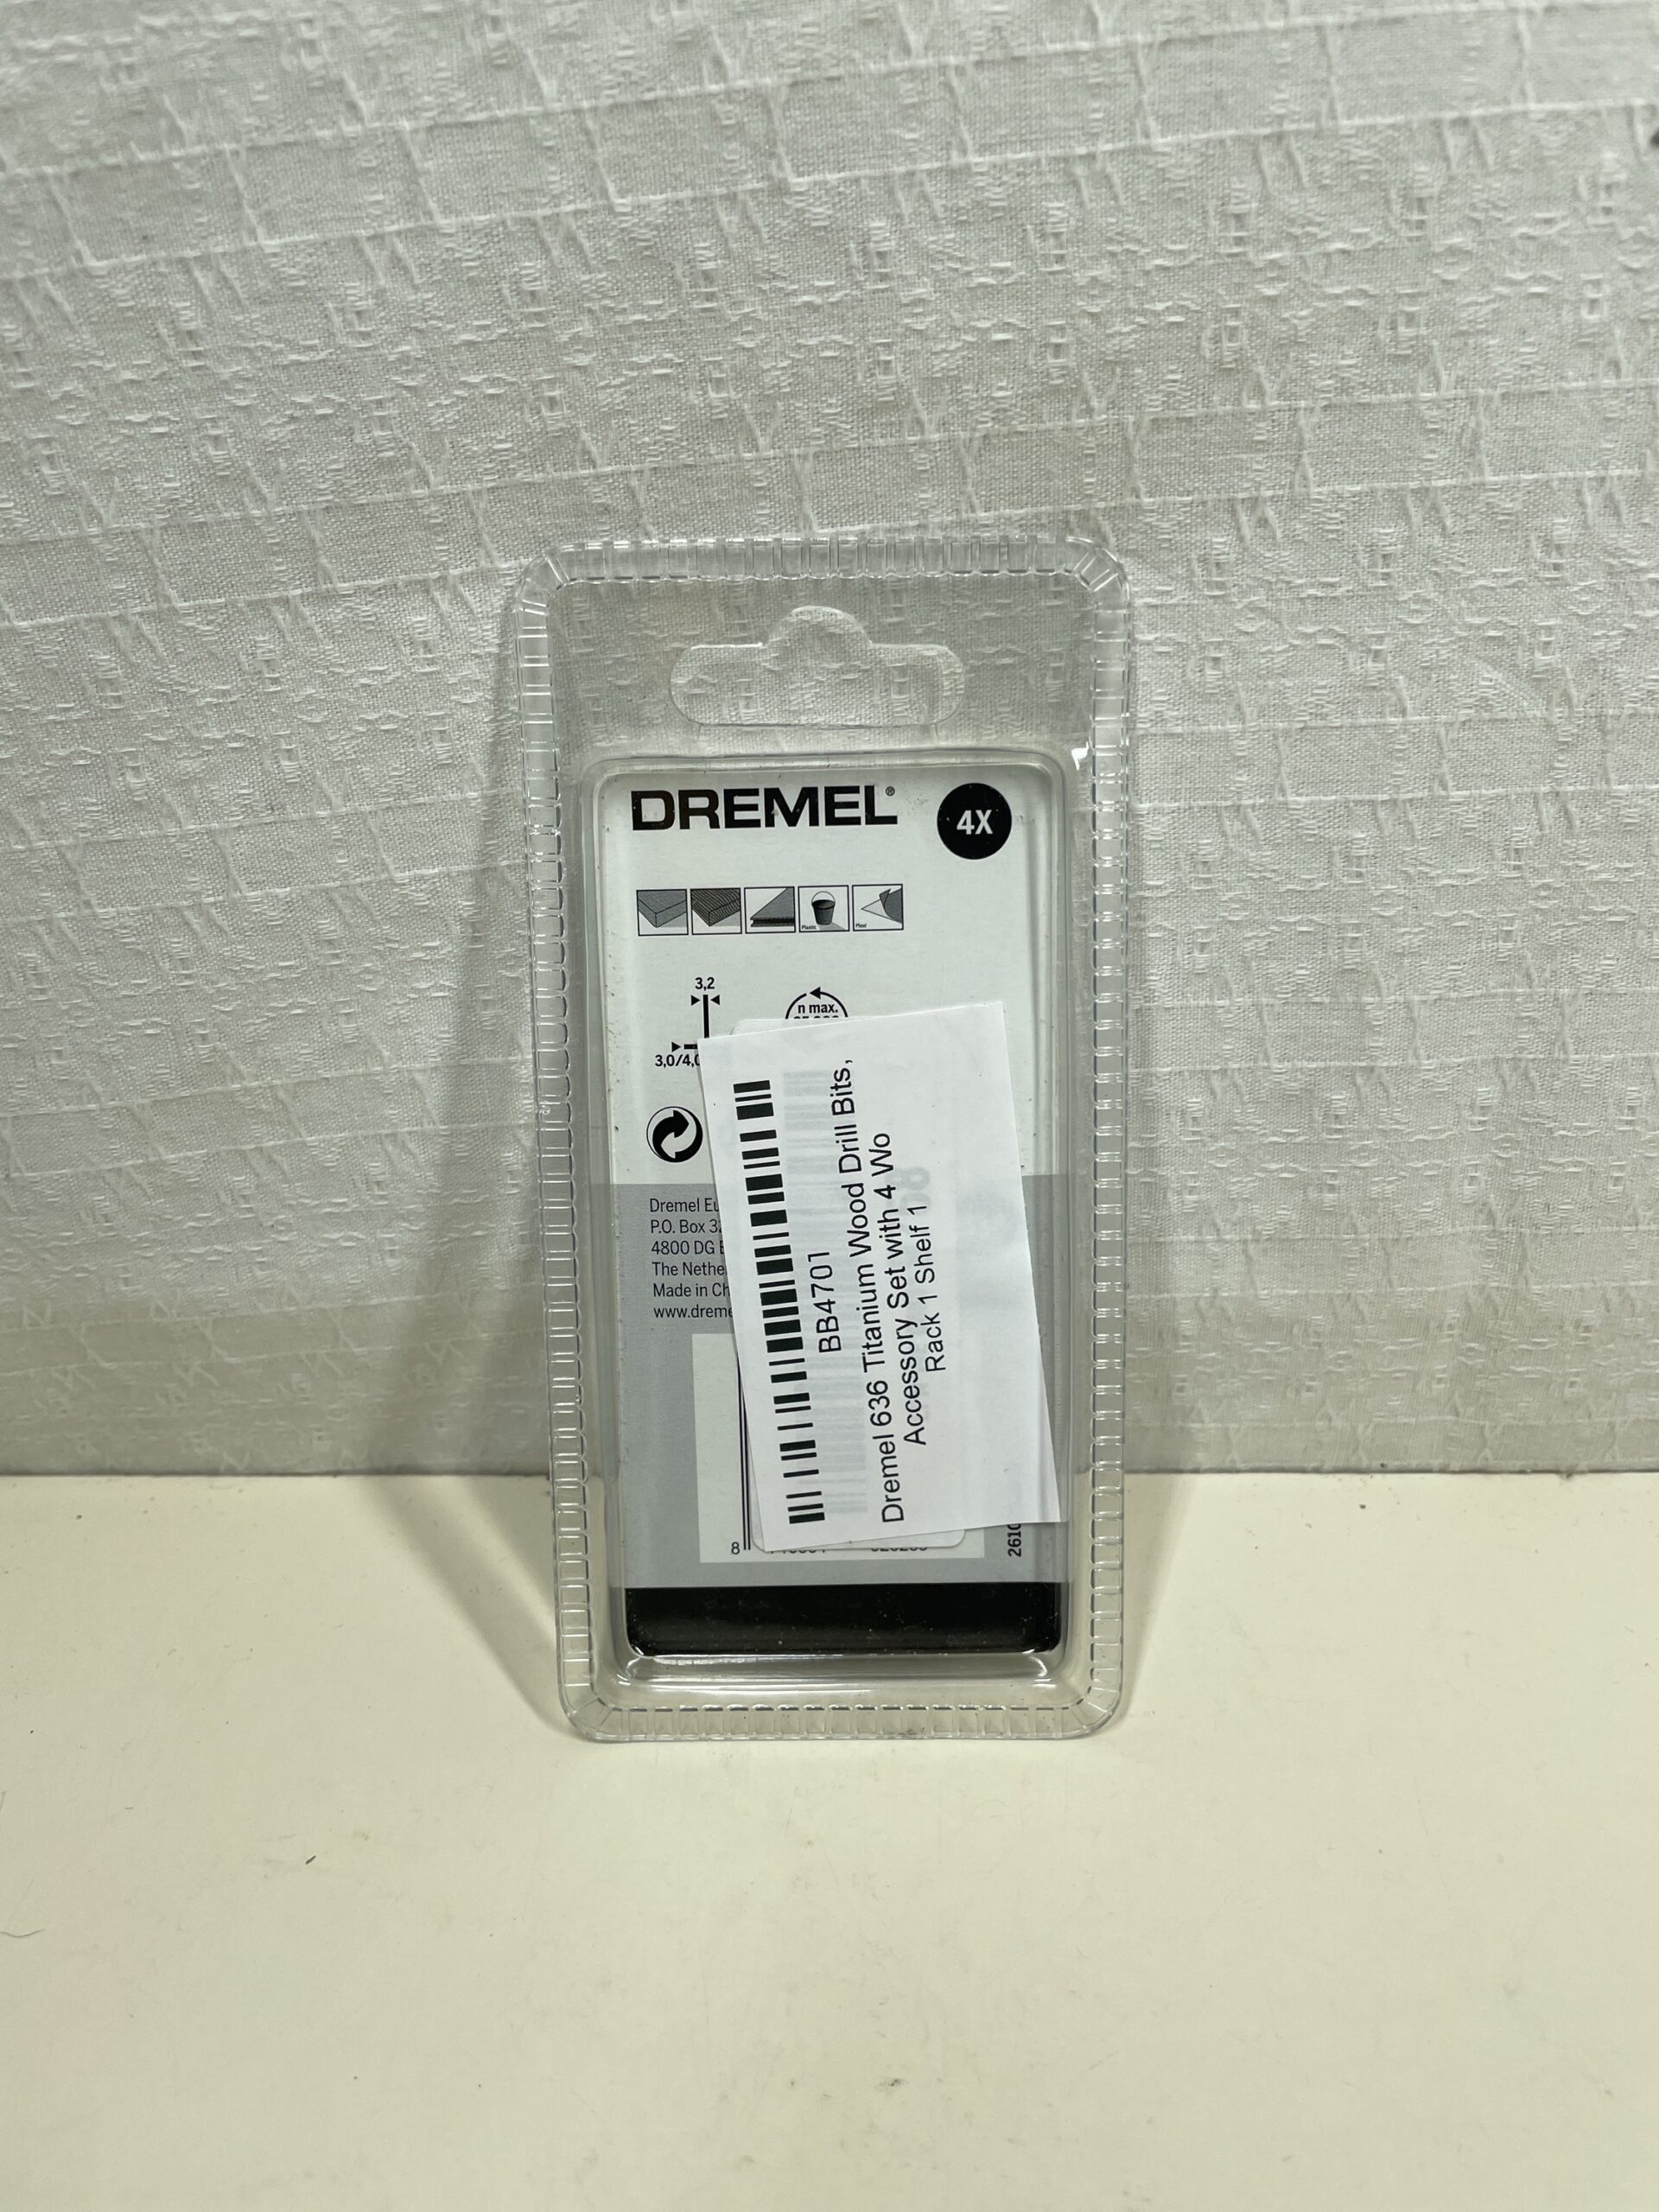 DREMEL®
4X
Plastic
Plexi
3,2
n max.
3,0/4,0
Dremel Eu
P.O. Box 3
4800 DG
The Nethe
Made in Ch
www.dreme
BB4701
Dremel 636 Titanium Wood Drill Bits,
Accessory Set with 4 Wo
Rack 1 Shelf 1
8
2610